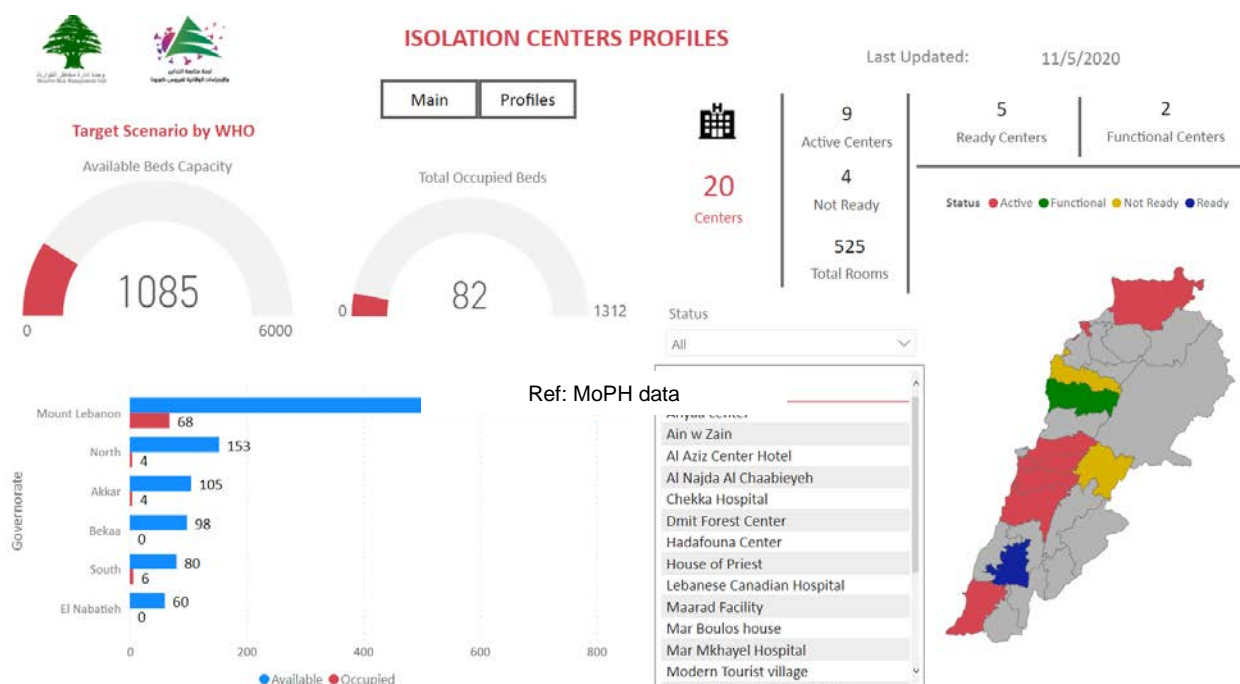 ISOLATION CENTERS PROFILES
Last Updated: 11/5/2020
Main Profiles
Target Scenario by WHO
Available Beds Capacity
1085
0 6000
Total Occupied Beds
82
0 1312
20
Centers
9
Active Centers
4
Not Ready
525
Total Rooms
5
Ready Centers
2
Functional Centers
Status Active Functional Not Ready Ready
Status
All
Ref: MoPH data
Ain w Zain
Al Aziz Center Hotel
Al Najda Al Chaabieyeh
Chekka Hospital
Dmit Forest Center
Hadafouna Center
House of Priest
Lebanese Canadian Hospital
Maarad Facility
Mar Boulos house
Mar Mkhayel Hospital
Modern Tourist village
Governorate
Mount Lebanon 68
North 153
4
Akkar 105
4
Bekaa 98
0
South 80
6
El Nabatieh 60
0
0 200 400 600 800
Available Occupied